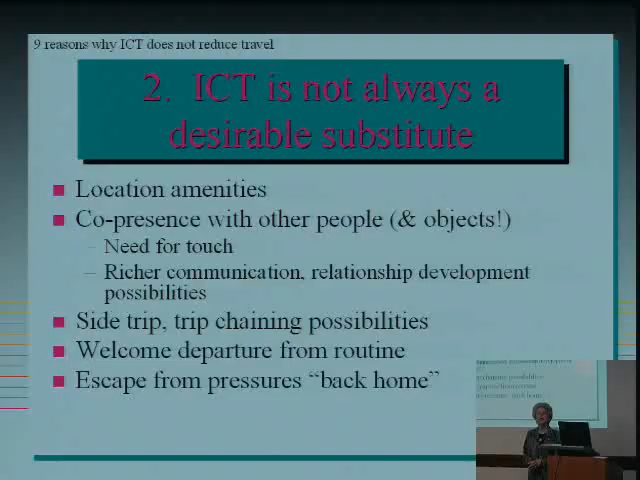 9 reasons why ICT does not reduce travel
2. ICT is not always a
desirable substitute
Location amenities
Co-presence with other people (& objects!)
– Need for touch
– Richer communication, relationship development
possibilities
Side trip, trip chaining possibilities
Welcome departure from routine
Escape from pressures “back home”